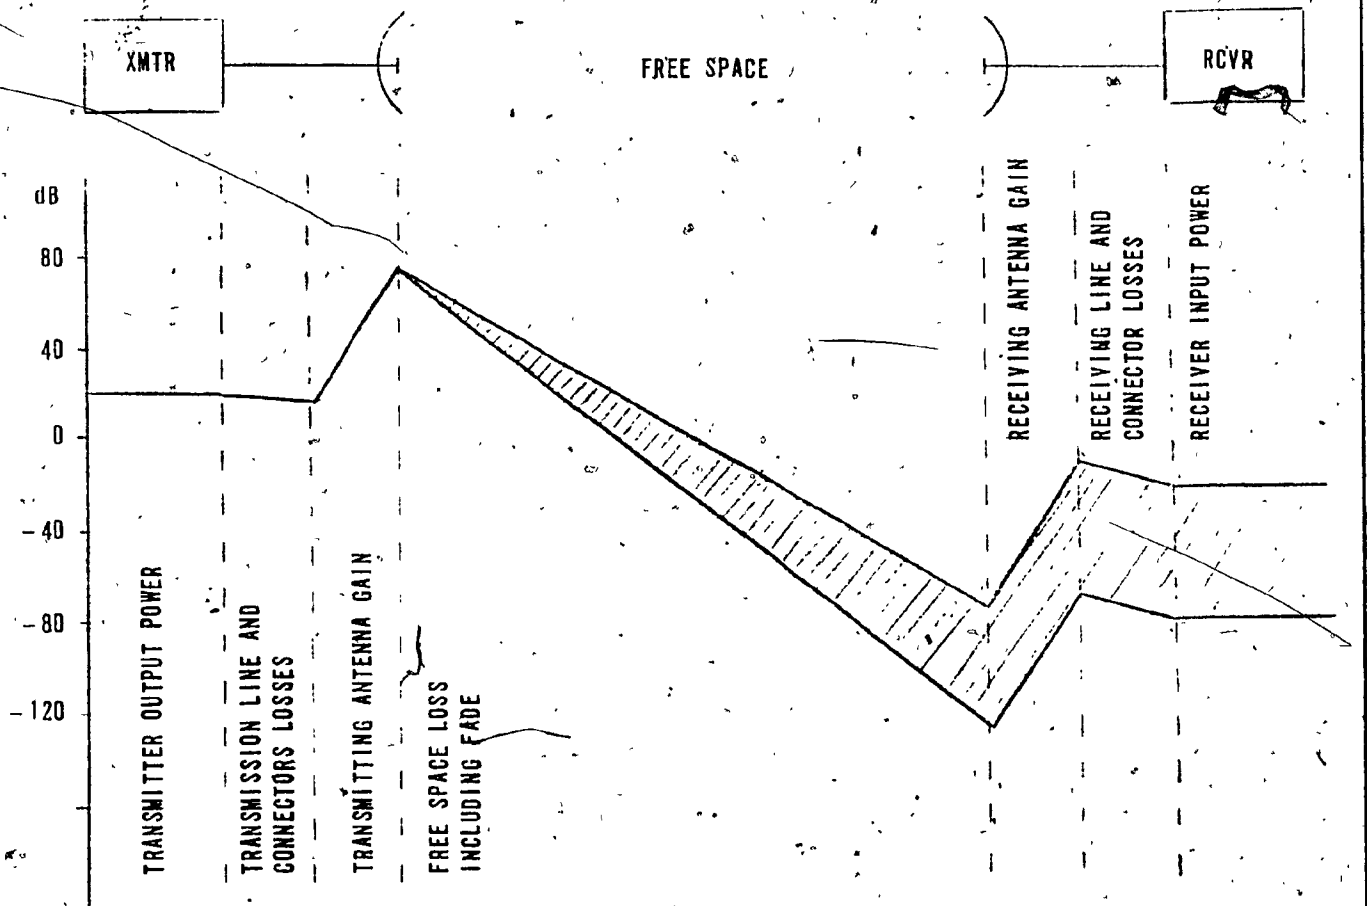 XMTR
FREE SPACE
RCVR
dB
80
40
0
-40
-80
-120
TRANSMITTER OUTPUT POWER
TRANSMISSION LINE AND
CONNECTORS LOSSES
TRANSMITTING ANTENNA GAIN
FREE SPACE LOSS
INCLUDING FADE
RECEIVING ANTENNA GAIN
RECEIVING LINE AND
CONNECTOR LOSSES
RECEIVER INPUT POWER